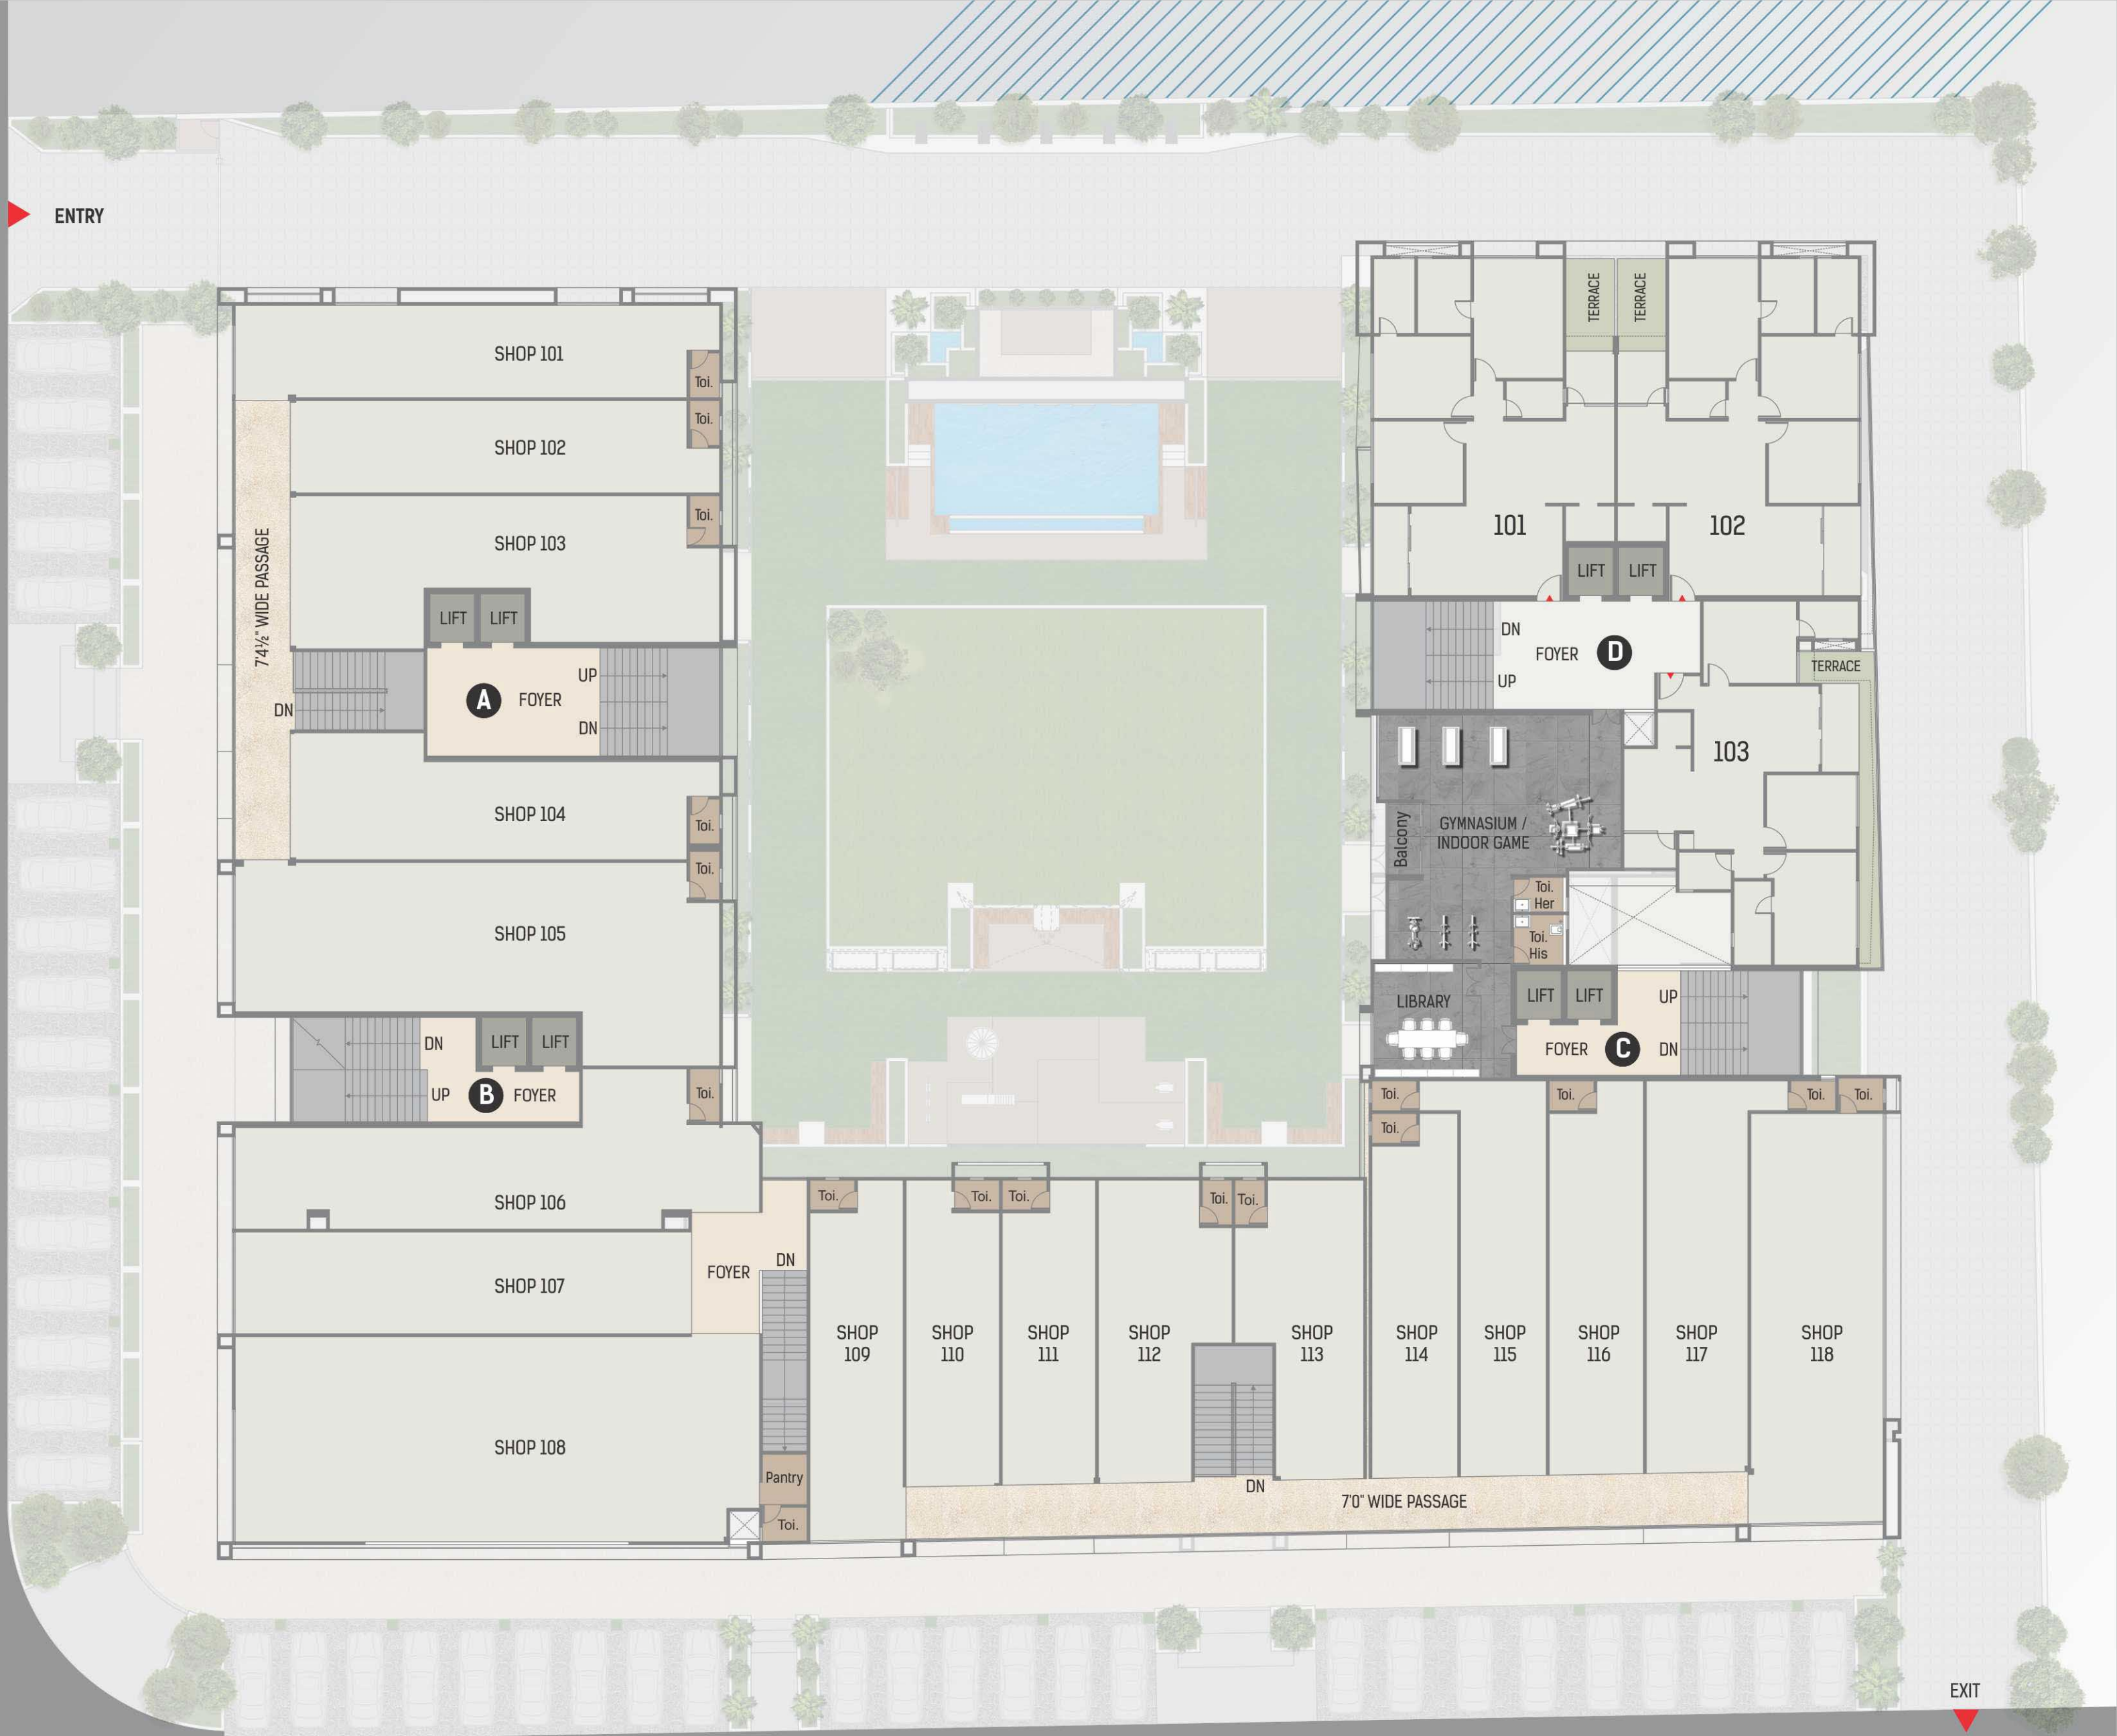 ENTRY
SHOP 101
Toi.
Toi.
SHOP 102
Toi.
SHOP 103
7'4½" WIDE PASSAGE
LIFT
LIFT
UP
A
FOYER
DN
DN
SHOP 104
Toi.
Toi.
SHOP 105
DN
LIFT
LIFT
UP
B
FOYER
Toi.
SHOP 106
SHOP 107
FOYER
DN
SHOP 108
Pantry
Toi.
TERRACE
TERRACE
101
102
LIFT
LIFT
DN
FOYER
D
UP
TERRACE
103
Balcony
GYMNASIUM /
INDOOR GAME
Toi.
Her
Toi.
His
LIBRARY
LIFT
LIFT
UP
FOYER
C
DN
Toi.
Toi.
Toi.
Toi.
Toi.
Toi.
Toi.
Toi.
Toi.
Toi.
SHOP
109
SHOP
110
SHOP
111
SHOP
112
SHOP
113
SHOP
114
SHOP
115
SHOP
116
SHOP
117
SHOP
118
DN
7'0" WIDE PASSAGE
EXIT